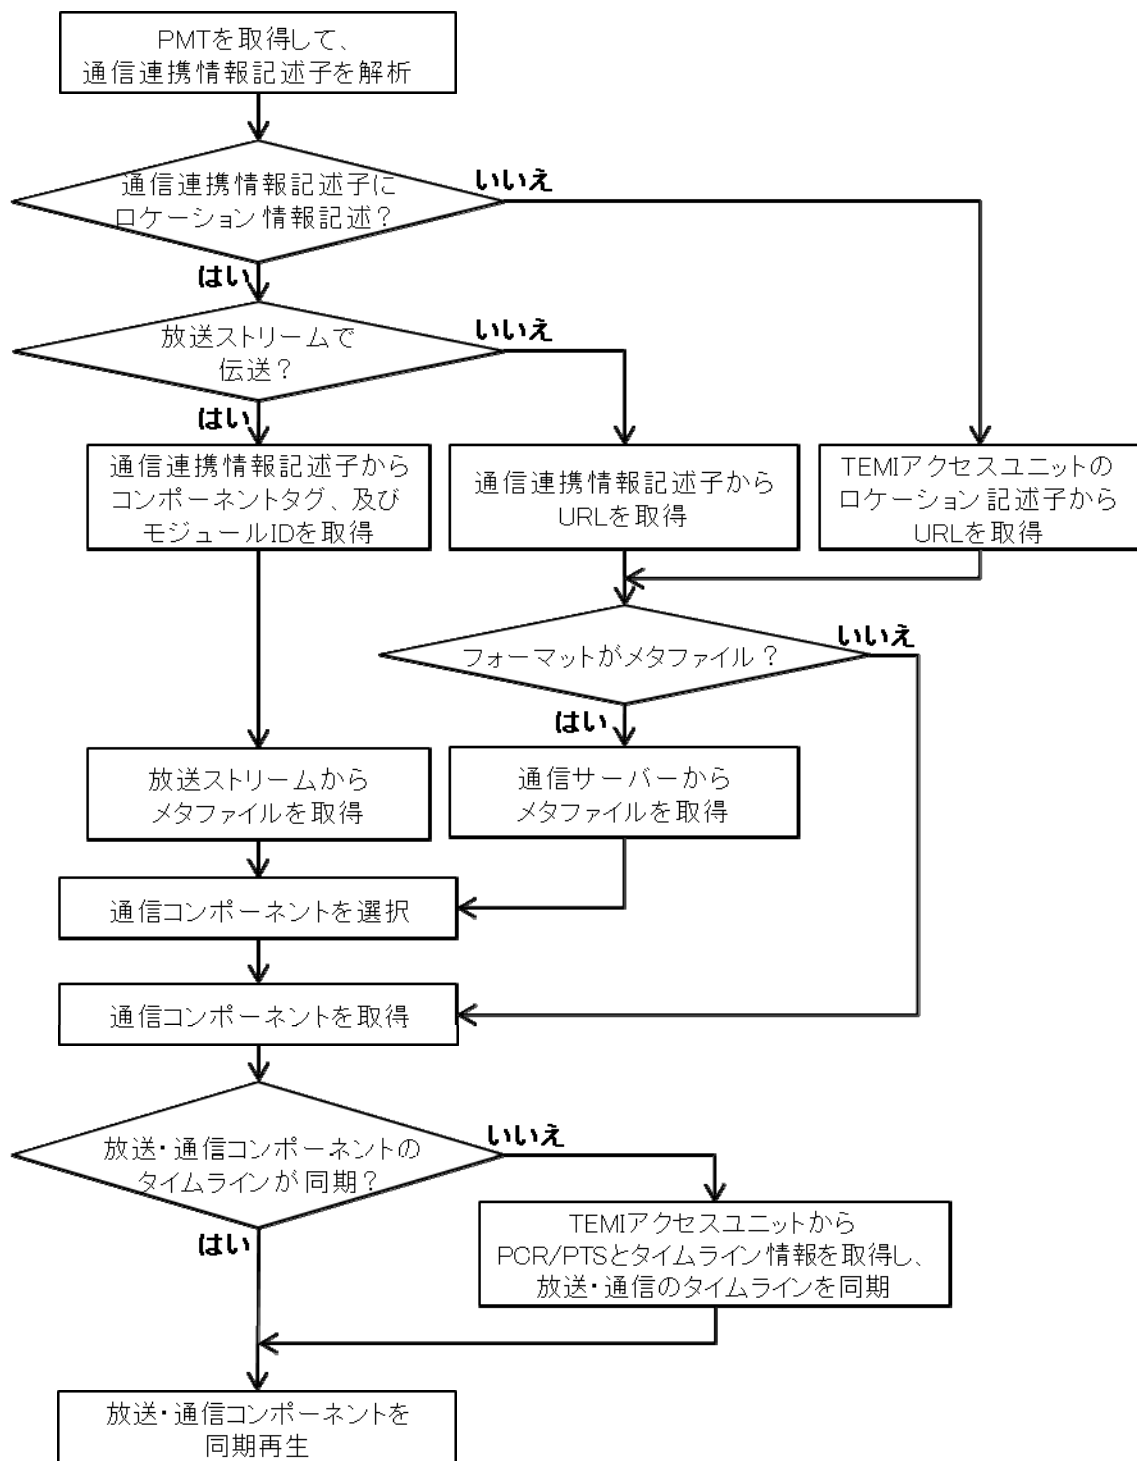 PMTを取得して、
通信連携情報記述子を解析
通信連携情報記述子に
ロケーション情報記述？
いいえ
はい
放送ストリームで
伝送？
いいえ
はい
通信連携情報記述子から
コンポーネントタグ、及び
モジュールIDを取得
通信連携情報記述子から
URLを取得
TEMIアクセスユニットの
ロケーション記述子から
URLを取得
フォーマットがメタファイル？
いいえ
はい
放送ストリームから
メタファイルを取得
通信サーバーから
メタファイルを取得
通信コンポーネントを選択
通信コンポーネントを取得
放送・通信コンポーネントの
タイムラインが同期？
いいえ
はい
TEMIアクセスユニットから
PCR/PTSとタイムライン情報を取得し、
放送・通信のタイムラインを同期
放送・通信コンポーネントを
同期再生